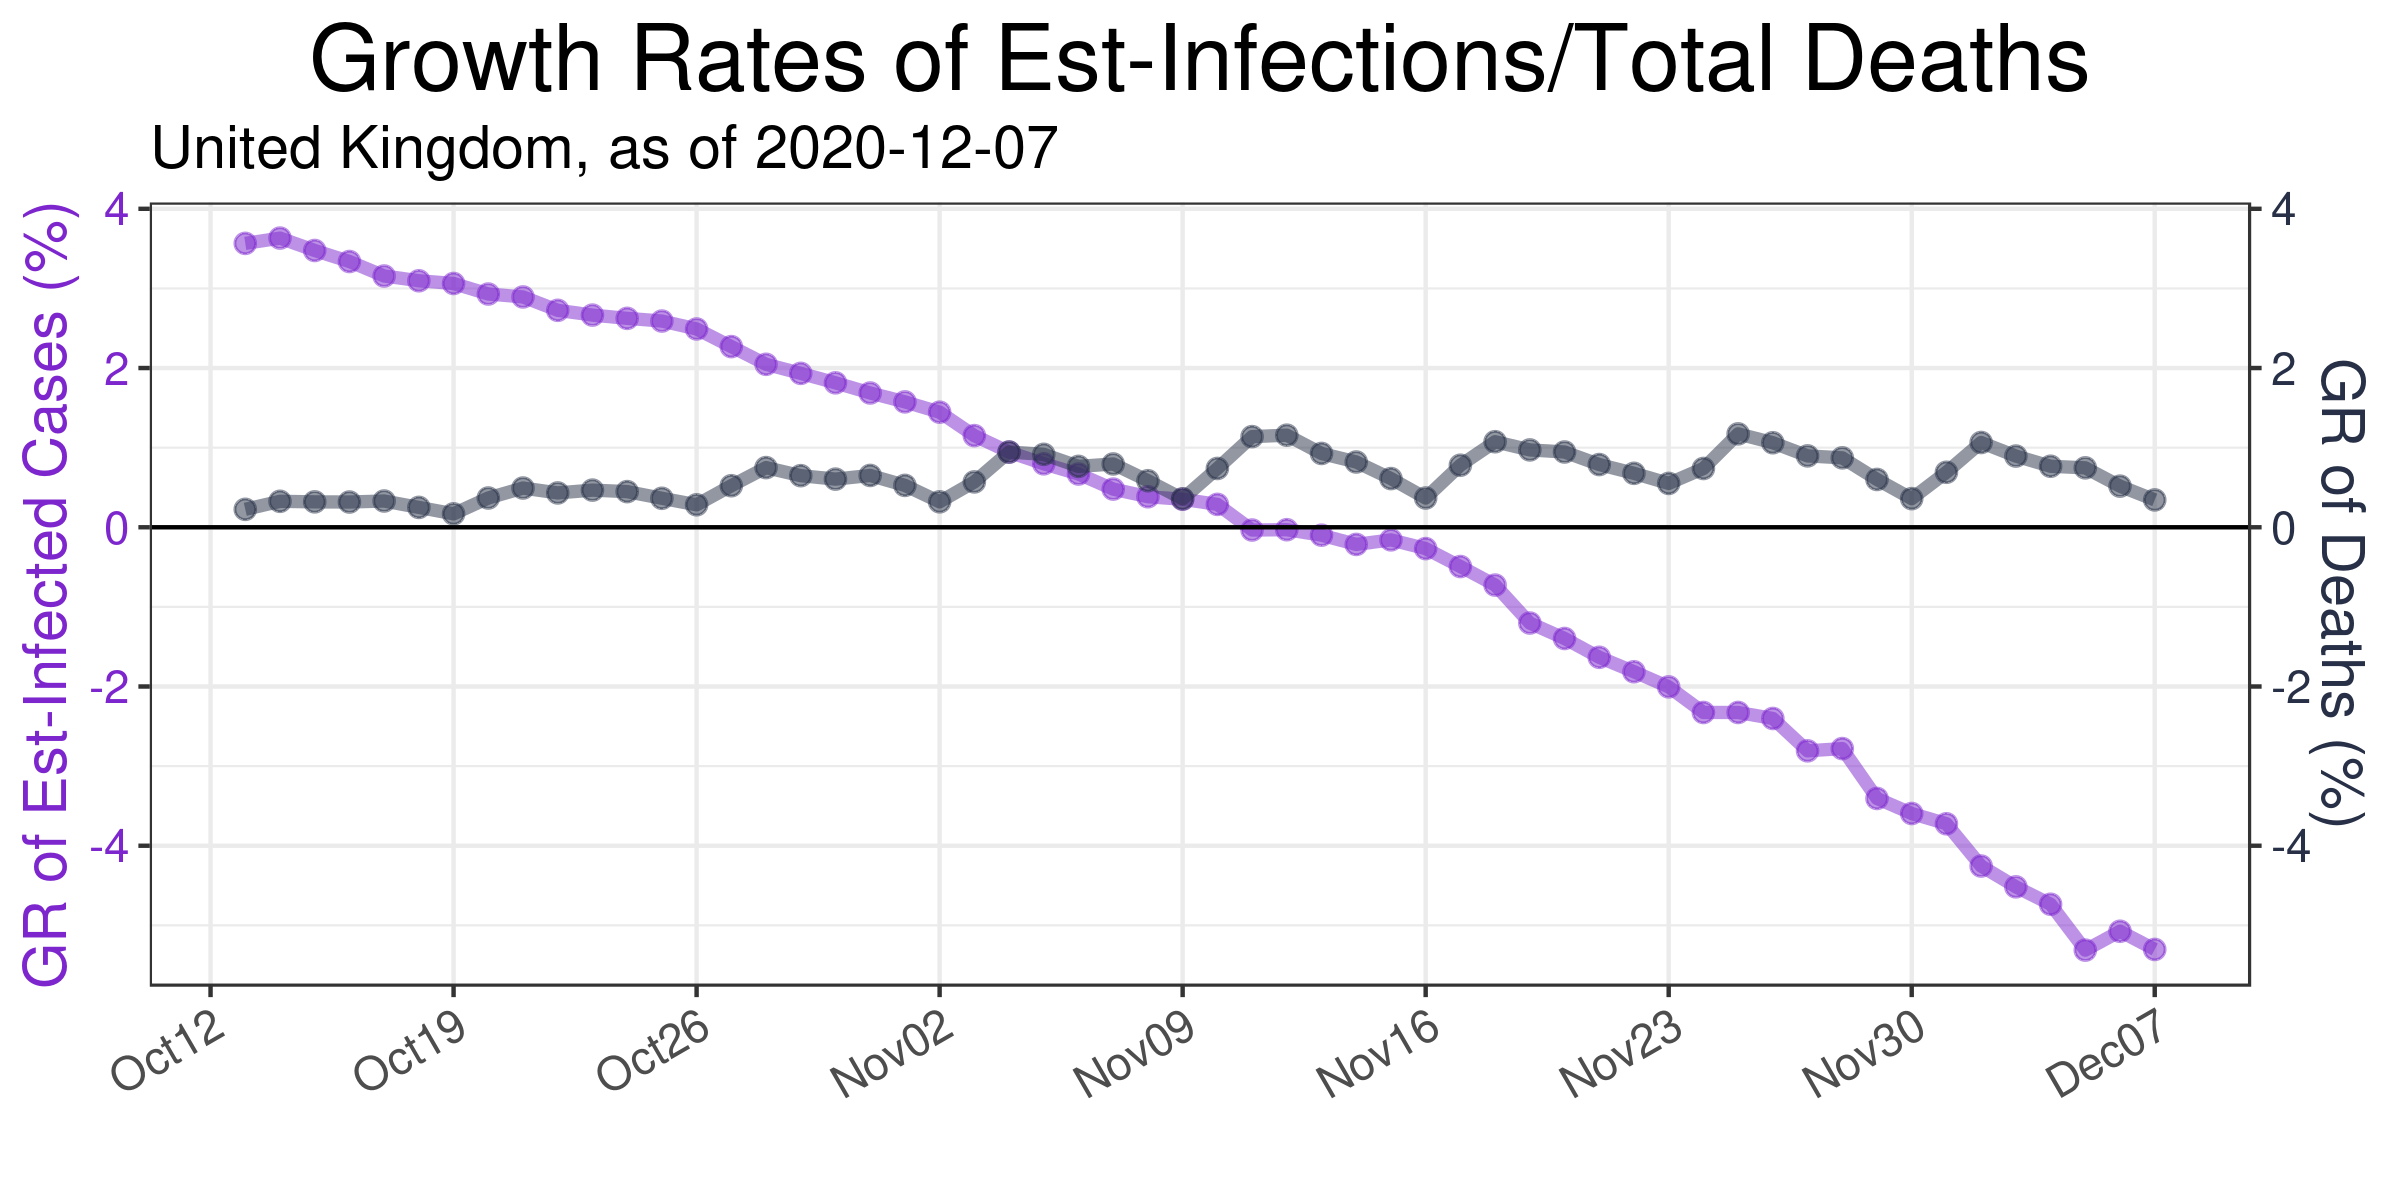 Growth Rates of Est-Infections/Total Deaths
United Kingdom, as of 2020-12-07
GR of Est-Infected Cases (%)
4
2
0
-2
-4
4
2
0
-2
-4
GR of Deaths (%)
Oct12
Oct19
Oct26
Nov02
Nov09
Nov16
Nov23
Nov30
Dec07